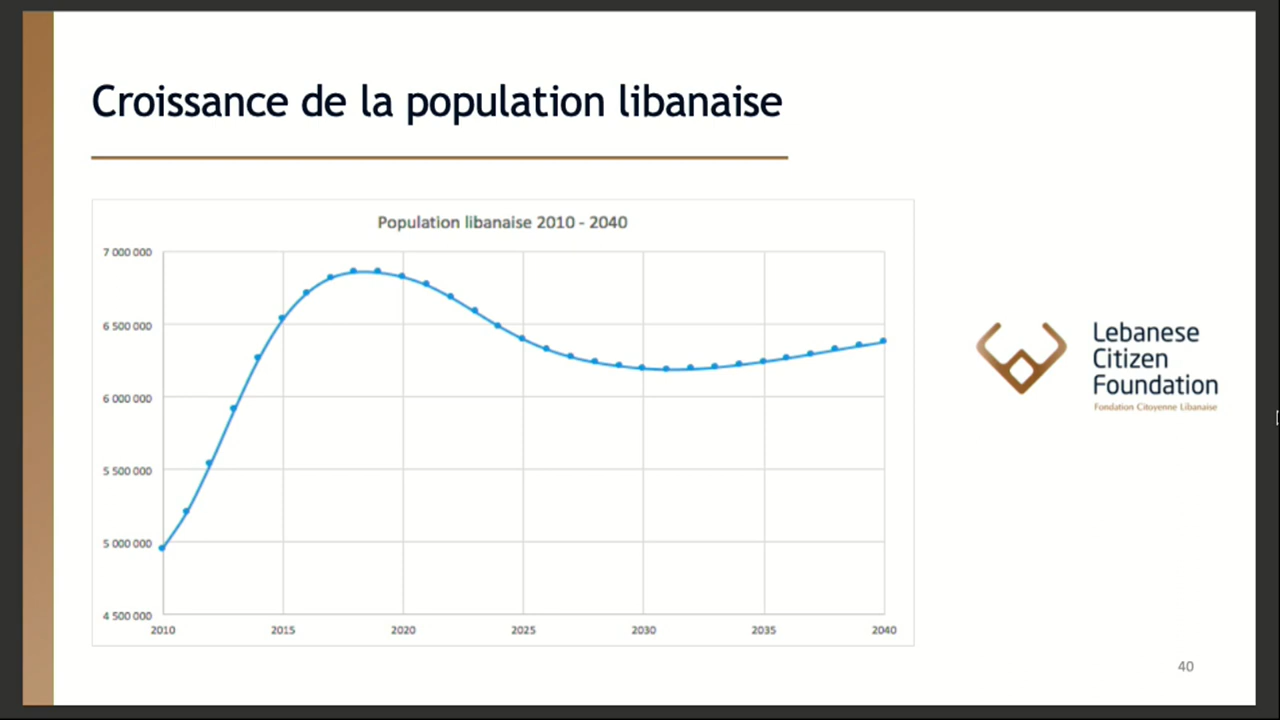 Croissance de la population libanaise
Population libanaise 2010 - 2040
7 000 000
6 500 000
6 000 000
5 500 000
5 000 000
4 500 000
2010 2015 2020 2025 2030 2035 2040
Lebanese
Citizen
Foundation
Fondation Citoyenne Libanaise
40